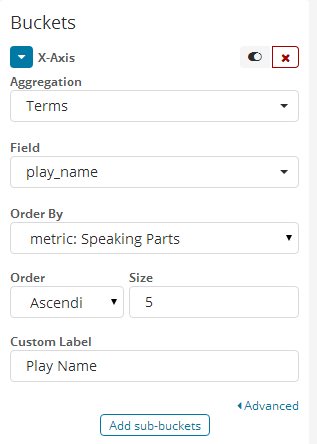 Buckets
X-Axis
Aggregation
Terms
Field
play_name
Order By
metric: Speaking Parts
Order Size
Ascendi 5
Custom Label
Play Name
Advanced
Add sub-buckets